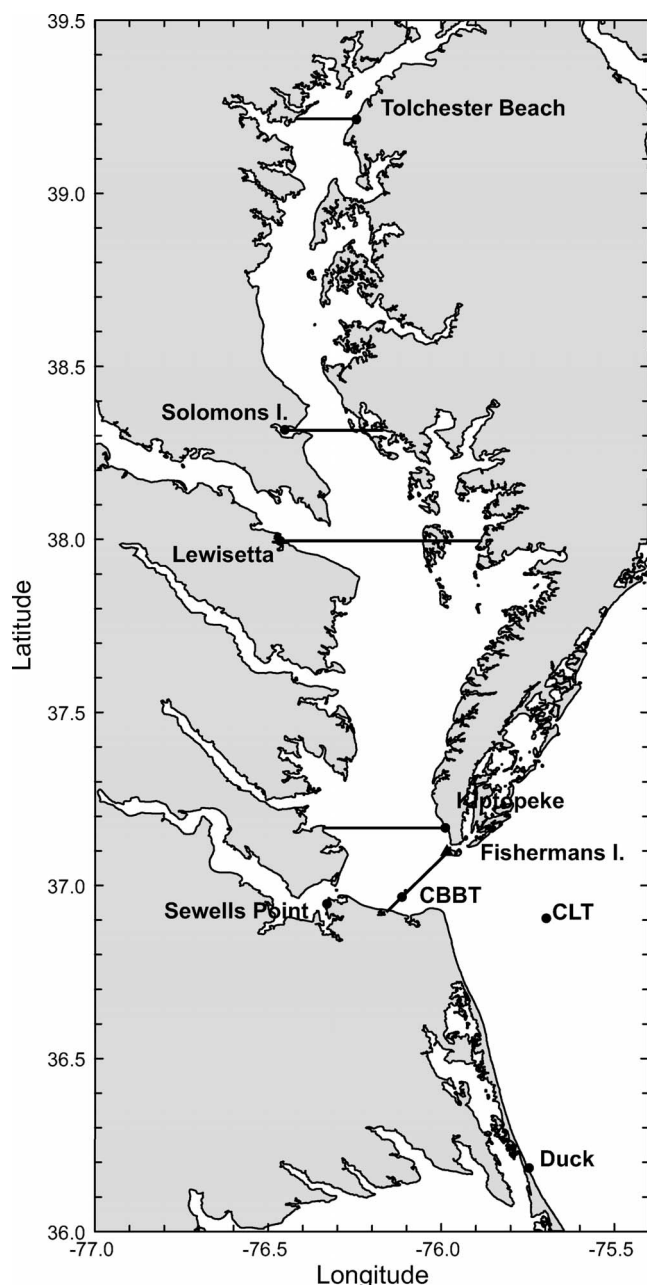 39.5
Tolchester Beach
39.0
38.5
Solomons I.
38.0
Lewisetta
Latitude
37.5
Kiptopeke
Fishermans I.
37.0
CBBT
Sewells Point
CLT
36.5
Duck
36.0
-77.0 -76.5 -76.0 -75.5
Longitude